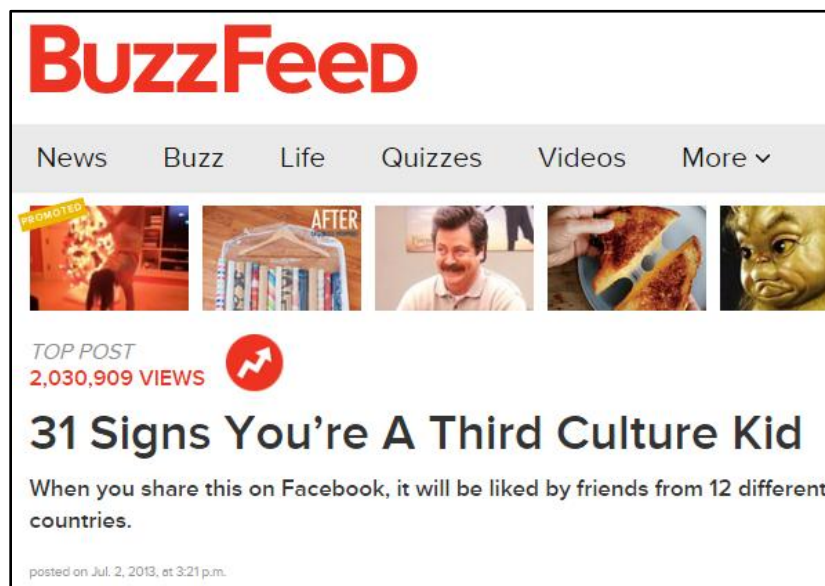 BUZZFEED
News Buzz Life Quizzes Videos More
PROMOTED
AFTER
TOP POST
2,030,909 VIEWS
31 Signs You’re A Third Culture Kid
When you share this on Facebook, it will be liked by friends from 12 different
countries.
posted on Jul. 2, 2013, at 3:21 p.m.